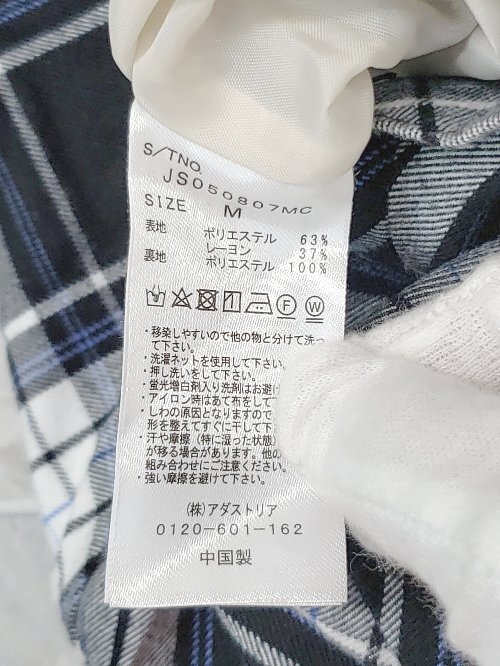 S/TNO.
JS050807MC
SIZE M
表地 ポリエステル 63%
レーヨン 37%
裏地 ポリエステル 100%
F W
・移染しやすいので他の物と分けて洗っ
て下さい。
・洗濯ネットを使用して下さい。
・押し洗いをして下さい。
・蛍光増白剤入り洗剤はお避け
・アイロン時はあて布をして
・しわの原因となりますので
形を整えてすぐに干して下
・汗や摩擦（特に湿った状態）
が移る場合があります。他の
組み合わせにご注意ください。
・強い摩擦を避けて下さい。
(株)アダストリア
0120-601-162
中国製